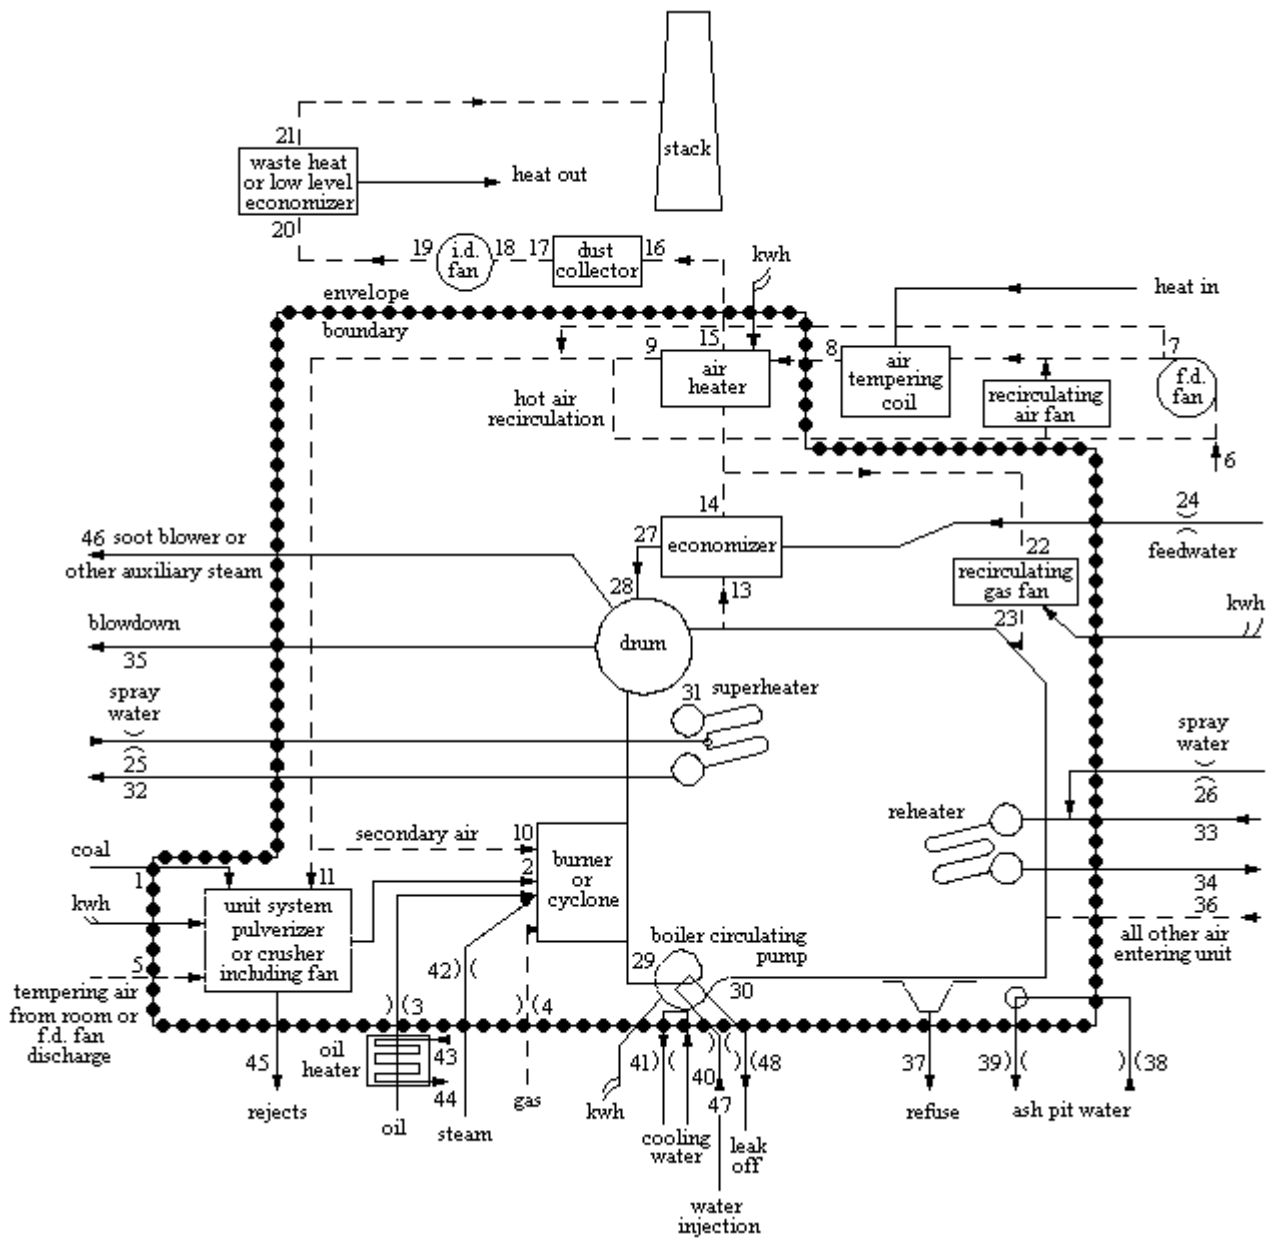 stack
21
waste heat
or low level
economizer
heat out
20
19
i.d.
fan
18
17
dust
collector
16
kwh
heat in
envelope
boundary
15
9
air
heater
8
air
tempering
coil
7
f.d.
fan
recirculating
air fan
hot air
recirculation
6
14
24
feedwater
46 soot blower or
other auxiliary steam
27
economizer
22
recirculating
gas fan
28
13
23
kwh
blowdown
35
drum
spray
water
25
32
31
superheater
spray
water
26
reheater
33
34
36
all other air
entering unit
secondary air
10
2
burner
or
cyclone
coal
1
11
kwh
unit system
pulverizer
or crusher
including fan
5
tempering air
from room or
f.d. fan
discharge
boiler circulating
pump
29
30
42
3
4
45
rejects
oil
heater
43
44
oil
steam
gas
41
40
48
kwh
47
cooling
water
leak
off
water
injection
37
refuse
39
38
ash pit water